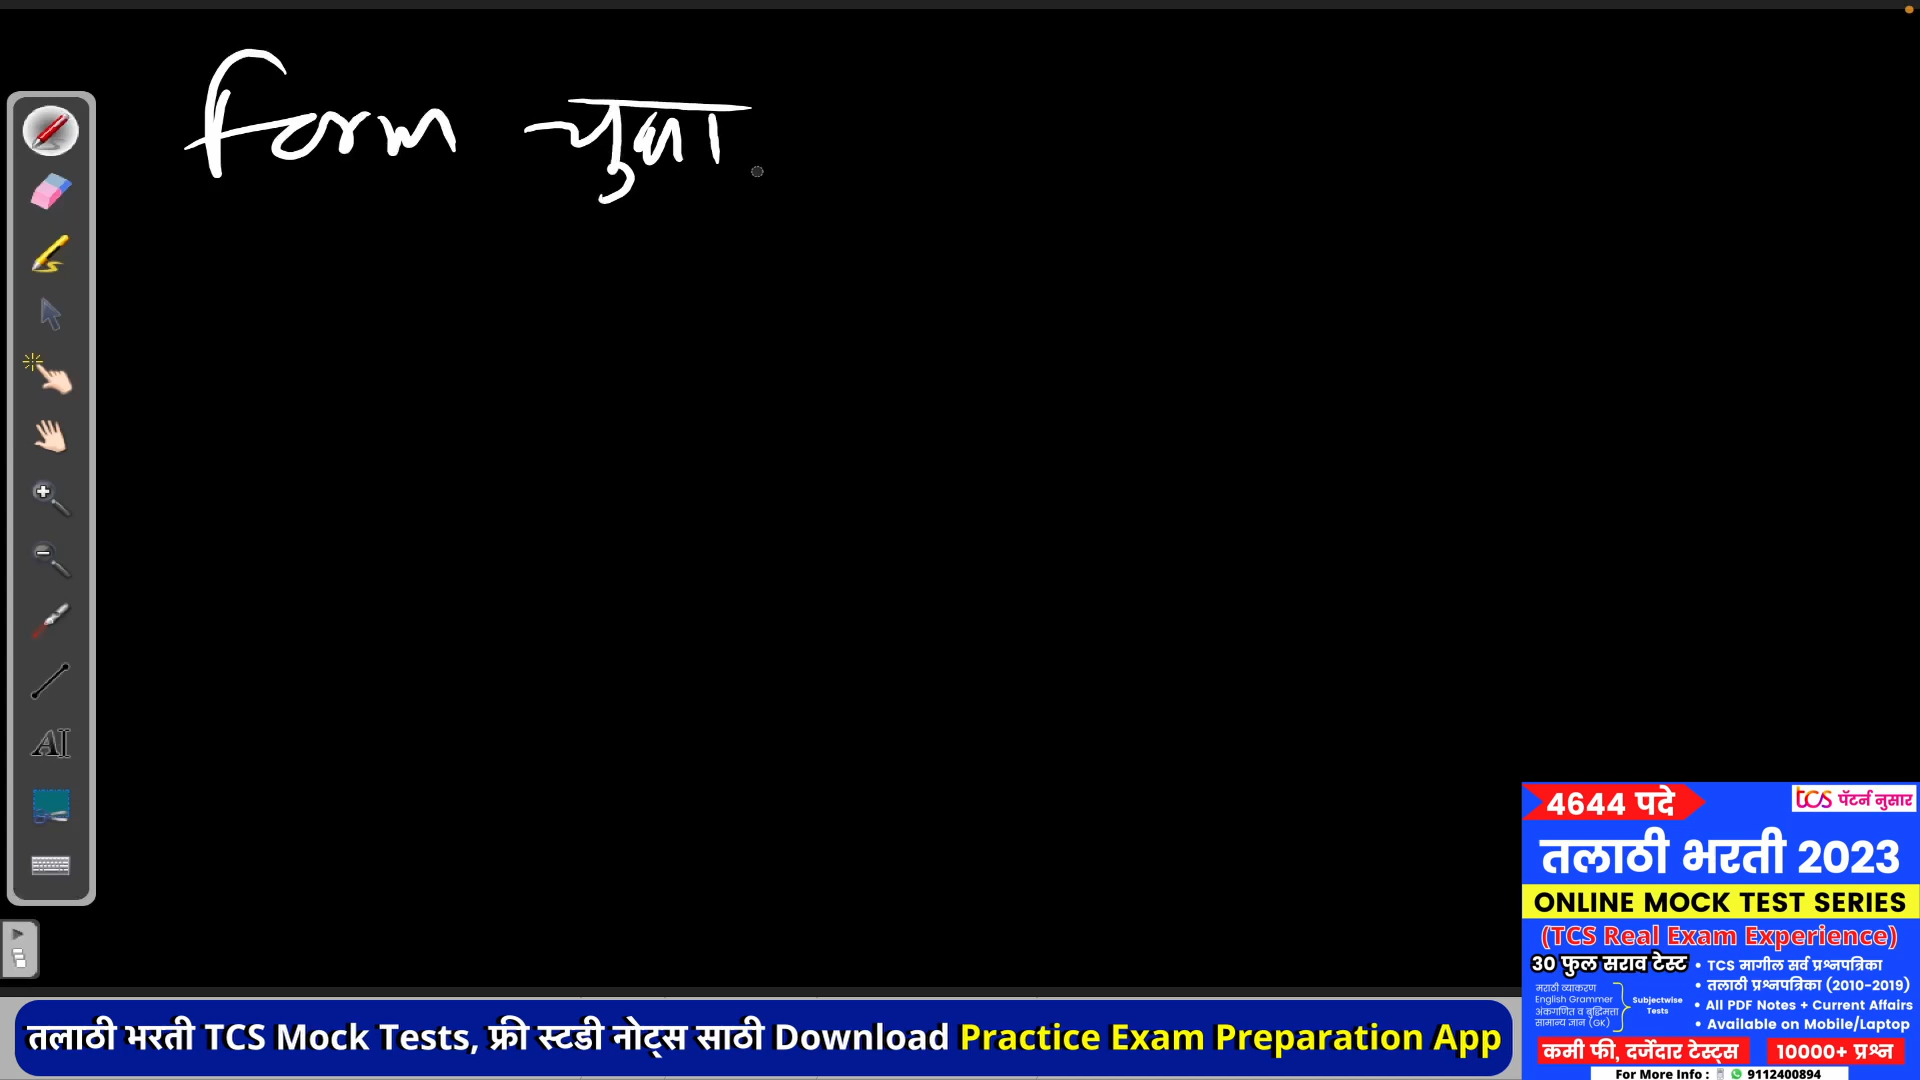 Form चुका
4644 पदे
tcs पॅटर्न नुसार
तलाठी भरती 2023
ONLINE MOCK TEST SERIES
(TCS Real Exam Experience)
30 फुल सराव टेस्ट
मराठी व्याकरण
English Grammer
अंकगणित व बुद्धिमत्ता
सामान्य ज्ञान (GK)
Subjectwise
Tests
• TCS मागील सर्व प्रश्नपत्रिका
• तलाठी प्रश्नपत्रिका (2010-2019)
• All PDF Notes + Current Affairs
• Available on Mobile/Laptop
कमी फी, दर्जेदार टेस्ट्स
10000+ प्रश्न
For More Info : 9112400894
तलाठी भरती TCS Mock Tests, फ्री स्टडी नोट्स साठी Download Practice Exam Preparation App